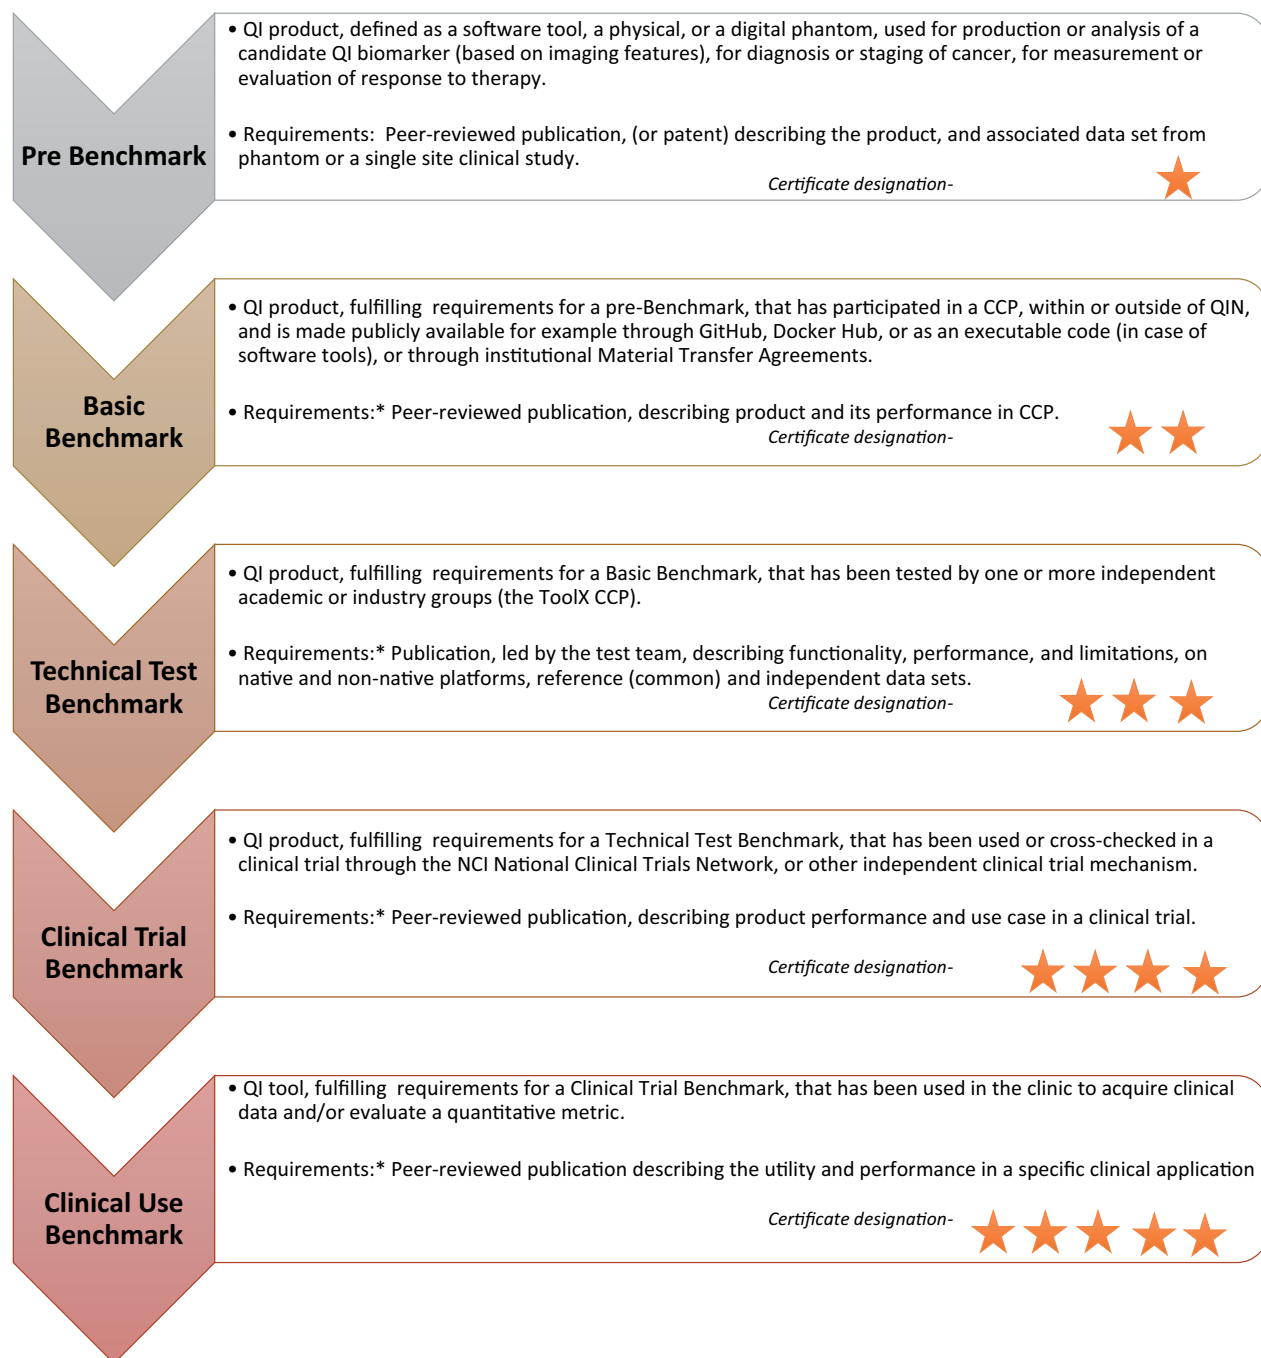 • QI product, defined as a software tool, a physical, or a digital phantom, used for production or analysis of a
candidate QI biomarker (based on imaging features), for diagnosis or staging of cancer, for measurement or
evaluation of response to therapy.
Pre Benchmark
• Requirements: Peer-reviewed publication, (or patent) describing the product, and associated data set from
phantom or a single site clinical study.
Certificate designation-
• QI product, fulfilling requirements for a pre-Benchmark, that has participated in a CCP, within or outside of QIN,
and is made publicly available for example through GitHub, Docker Hub, or as an executable code (in case of
software tools), or through institutional Material Transfer Agreements.
Basic
Benchmark
• Requirements:* Peer-reviewed publication, describing product and its performance in CCP.
Certificate designation-
• QI product, fulfilling requirements for a Basic Benchmark, that has been tested by one or more independent
academic or industry groups (the ToolX CCP).
Technical Test
Benchmark
• Requirements:* Publication, led by the test team, describing functionality, performance, and limitations, on
native and non-native platforms, reference (common) and independent data sets.
Certificate designation-
• QI product, fulfilling requirements for a Technical Test Benchmark, that has been used or cross-checked in a
clinical trial through the NCI National Clinical Trials Network, or other independent clinical trial mechanism.
Clinical Trial
Benchmark
• Requirements:* Peer-reviewed publication, describing product performance and use case in a clinical trial.
Certificate designation-
• QI tool, fulfilling requirements for a Clinical Trial Benchmark, that has been used in the clinic to acquire clinical
data and/or evaluate a quantitative metric.
Clinical Use
Benchmark
• Requirements:* Peer-reviewed publication describing the utility and performance in a specific clinical application
Certificate designation-